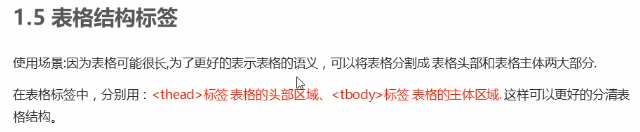 1.5 表格结构标签
使用场景:因为表格可能很长,为了更好的表示表格的语义，可以将表格分割成 表格头部和表格主体两大部分.
在表格标签中，分别用：<thead>标签 表格的头部区域、<tbody>标签 表格的主体区域. 这样可以更好的分清表
格结构。